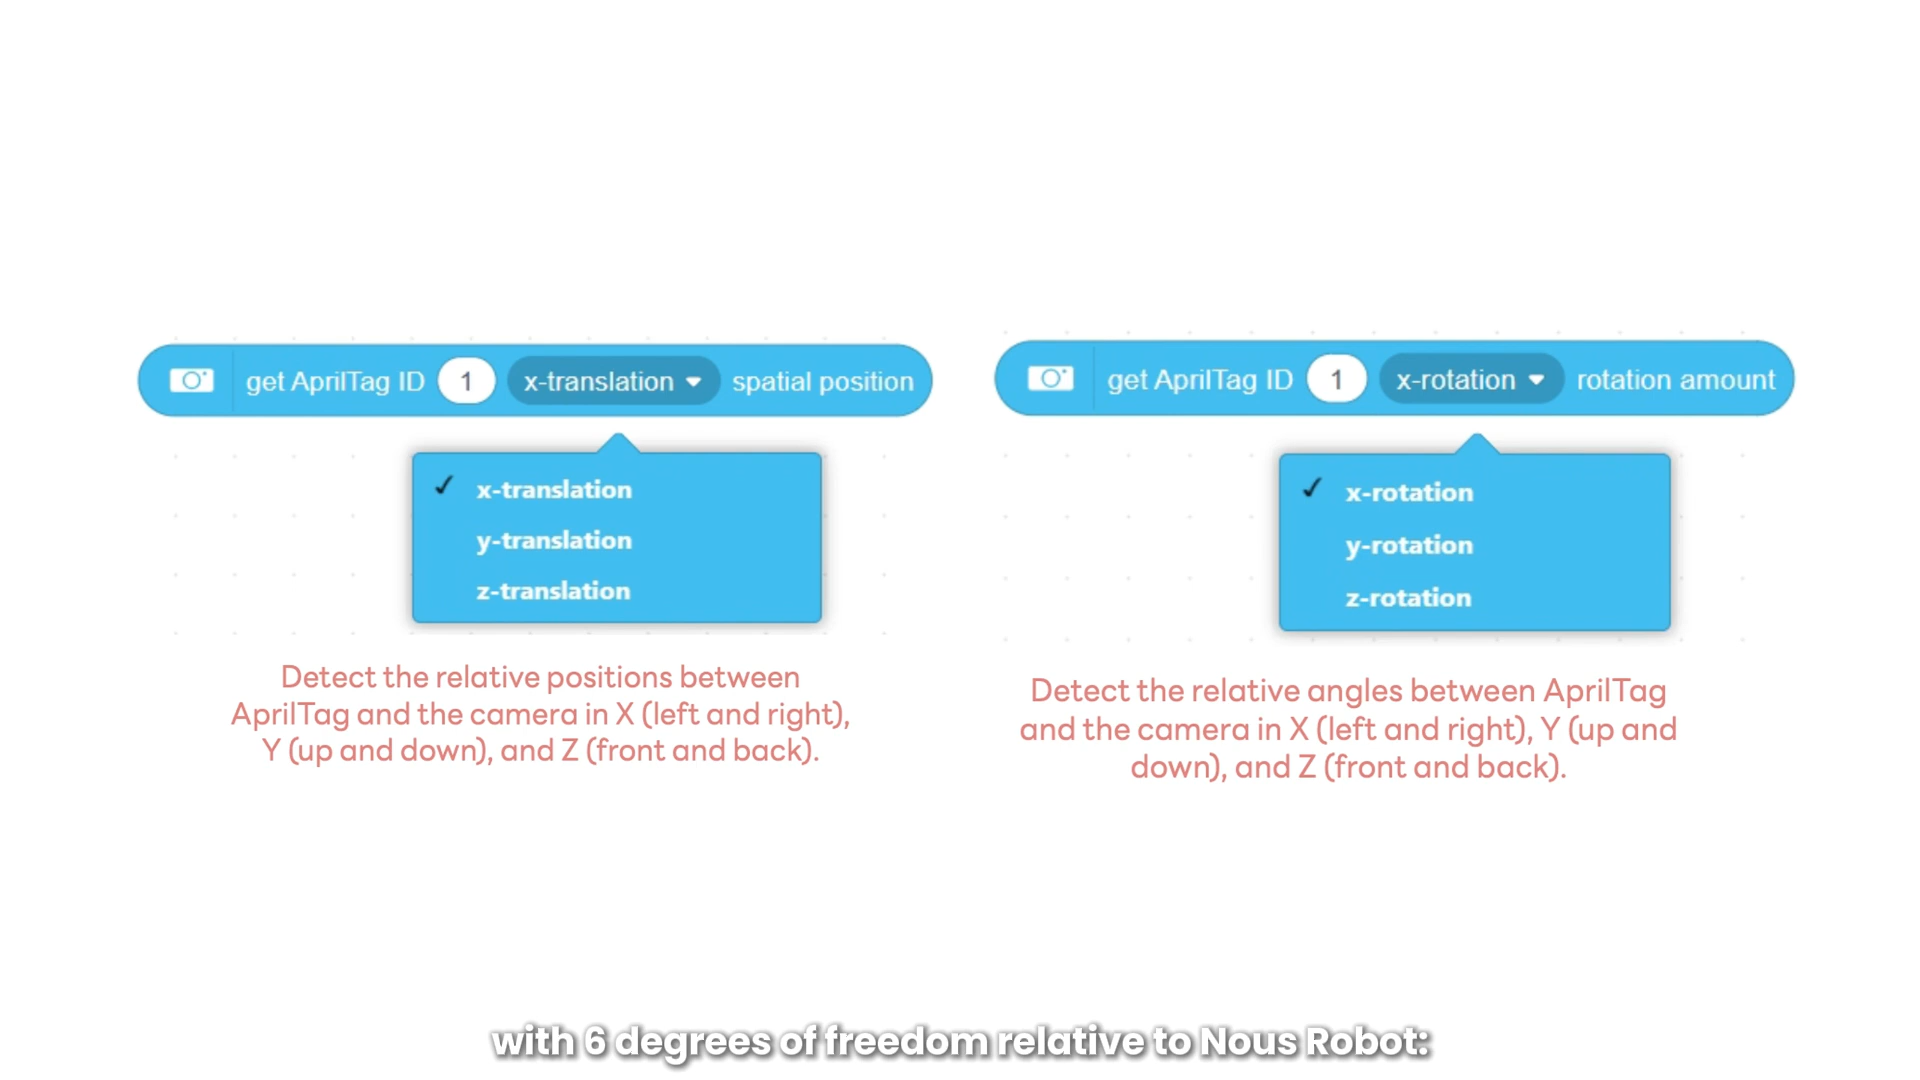 get AprilTag ID 1 x-translation spatial position
x-translation
y-translation
z-translation
Detect the relative positions between
AprilTag and the camera in X (left and right),
Y (up and down), and Z (front and back).
get AprilTag ID 1 x-rotation rotation amount
x-rotation
y-rotation
z-rotation
Detect the relative angles between AprilTag
and the camera in X (left and right), Y (up and
down), and Z (front and back).
with 6 degrees of freedom relative to Nous Robot: